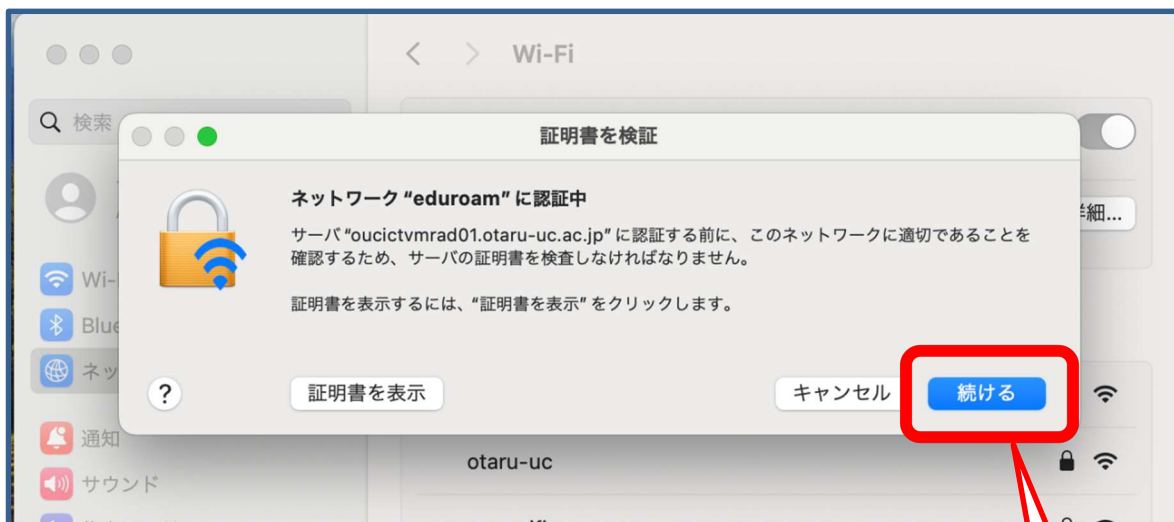 Wi-Fi
検索
証明書を検証
ネットワーク “eduroam” に認証中
サーバ “oucictvmrad01.otaru-uc.ac.jp” に認証する前に、このネットワークに適切であることを
確認するため、サーバの証明書を検査しなければなりません。
細...
Wi-
証明書を表示するには、“証明書を表示” をクリックします。
Blue
ネッ
?
証明書を表示
キャンセル
続ける
通知
otaru-uc
サウンド